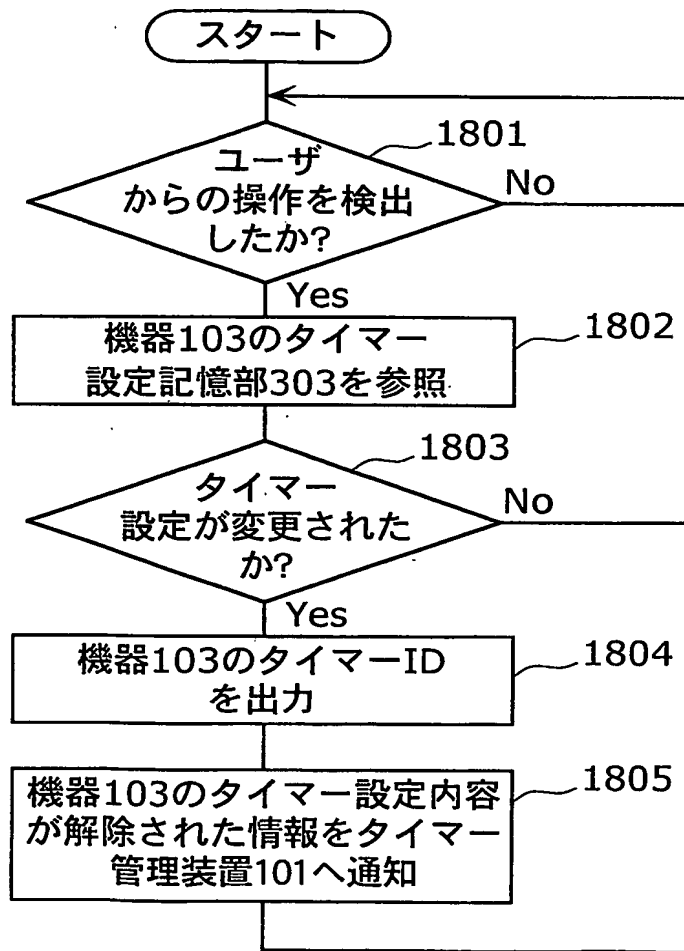 スタート
1801
ユーザ
からの操作を検出
したか?
No
Yes
1802
機器103のタイマー
設定記憶部303を参照
1803
タイマー
設定が変更された
か?
No
Yes
1804
機器103のタイマーID
を出力
1805
機器103のタイマー設定内容
が解除された情報をタイマー
管理装置101へ通知